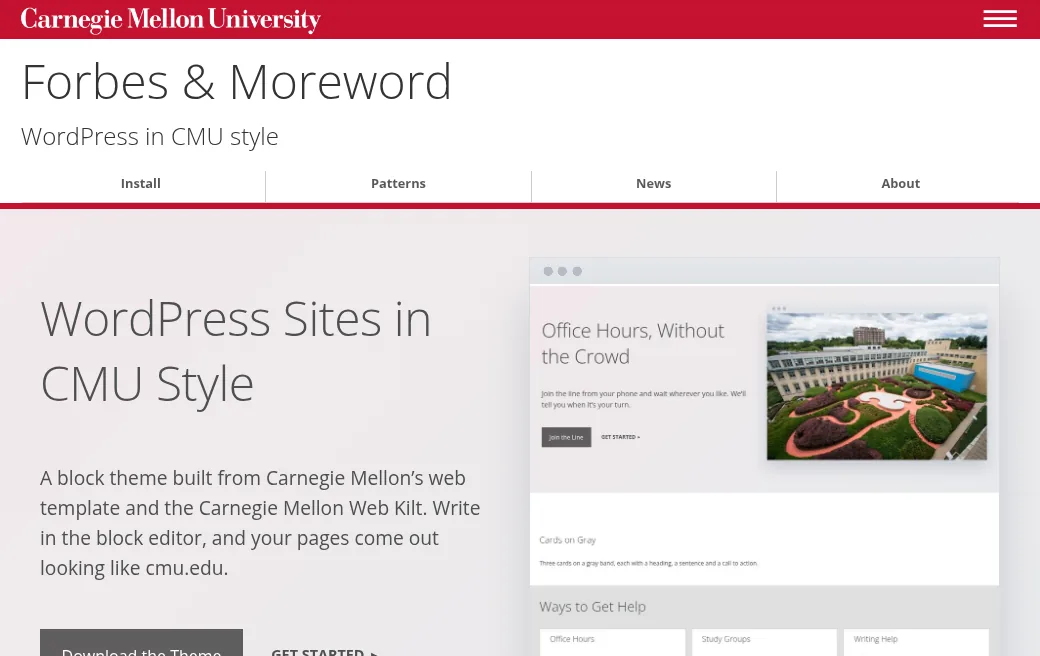 Carnegie Mellon University
Forbes & Moreword
WordPress in CMU style
Install
Patterns
News
About
WordPress Sites in
CMU Style
A block theme built from Carnegie Mellon’s web
template and the Carnegie Mellon Web Kilt. Write
in the block editor, and your pages come out
looking like cmu.edu.
Download the Theme
GET STARTED ➤
Office Hours, Without
the Crowd
Join the line from your phone and wait wherever you like. We'll
tell you when it's your turn.
Join the Line
GET STARTED ➤
Cards on Gray
Three cards on a gray band, each with a heading, a sentence and a call to action.
Ways to Get Help
Office Hours
Study Groups
Writing Help